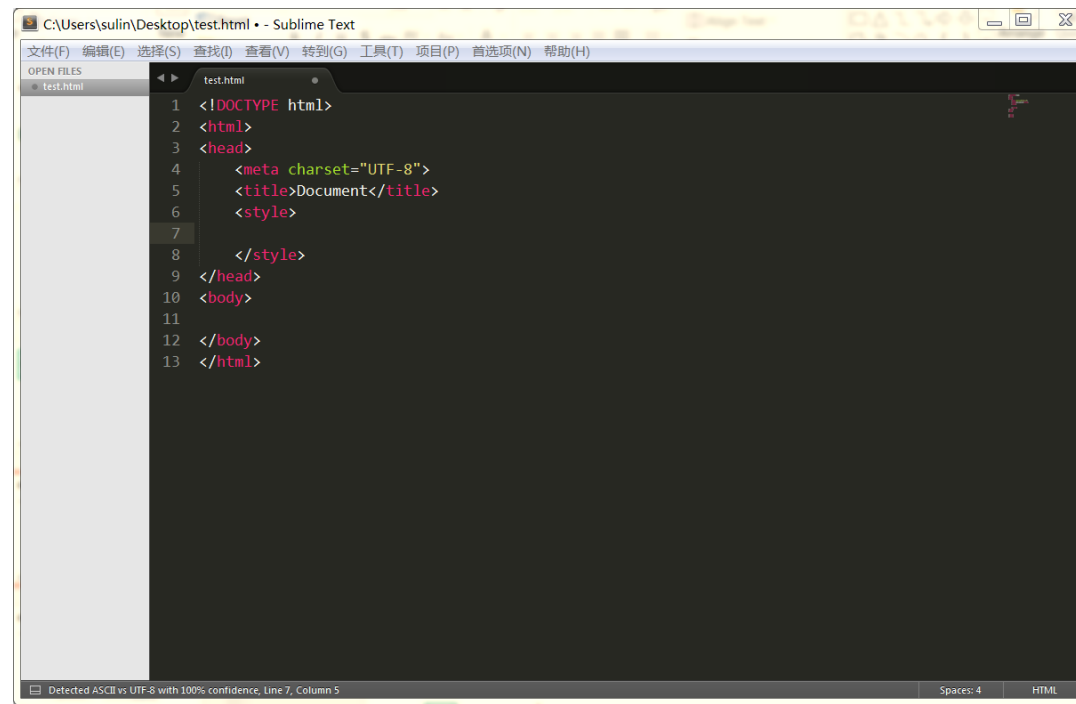 C:\Users\sulin\Desktop\test.html • - Sublime Text
文件(F) 编辑(E) 选择(S) 查找(I) 查看(V) 转到(G) 工具(T) 项目(P) 首选项(N) 帮助(H)
OPEN FILES
test.html
test.html
1 <!DOCTYPE html>
2 <html>
3 <head>
4     <meta charset="UTF-8">
5     <title>Document</title>
6     <style>
7
8     </style>
9 </head>
10 <body>
11
12 </body>
13 </html>
Detected ASCII vs UTF-8 with 100% confidence, Line 7, Column 5 Spaces: 4 HTML